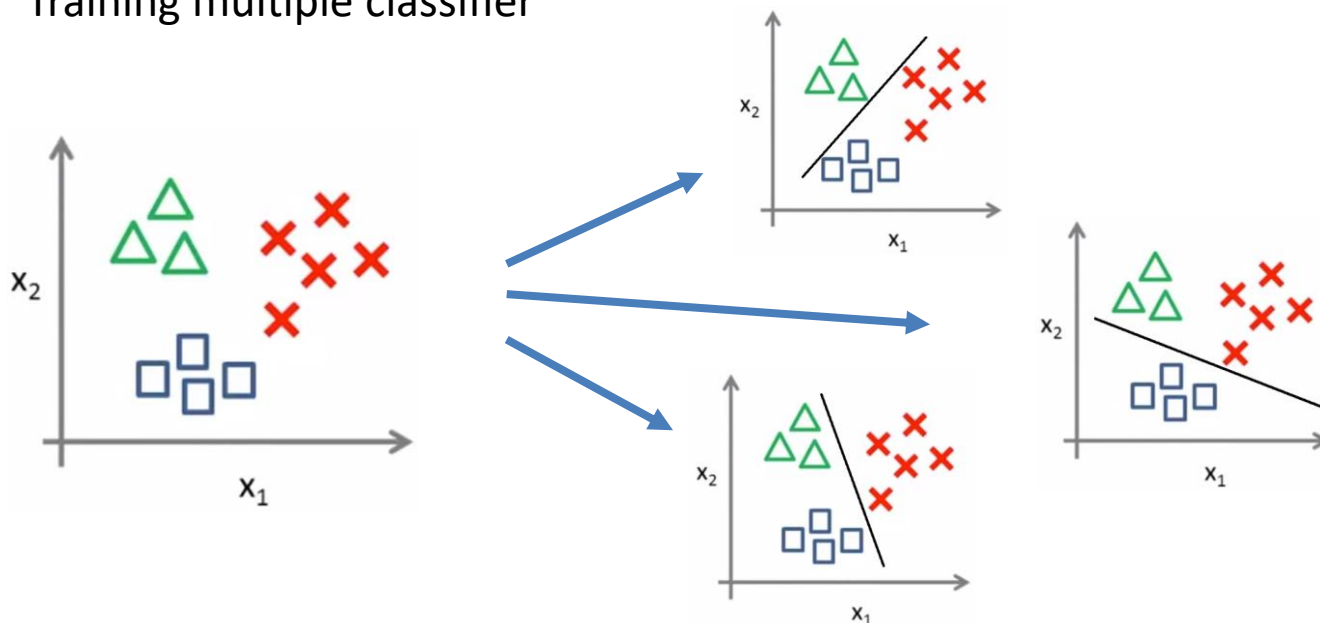 Training multiple classifier
x₂
x₁
x₂
x₁
x₂
x₁
x₂
x₁